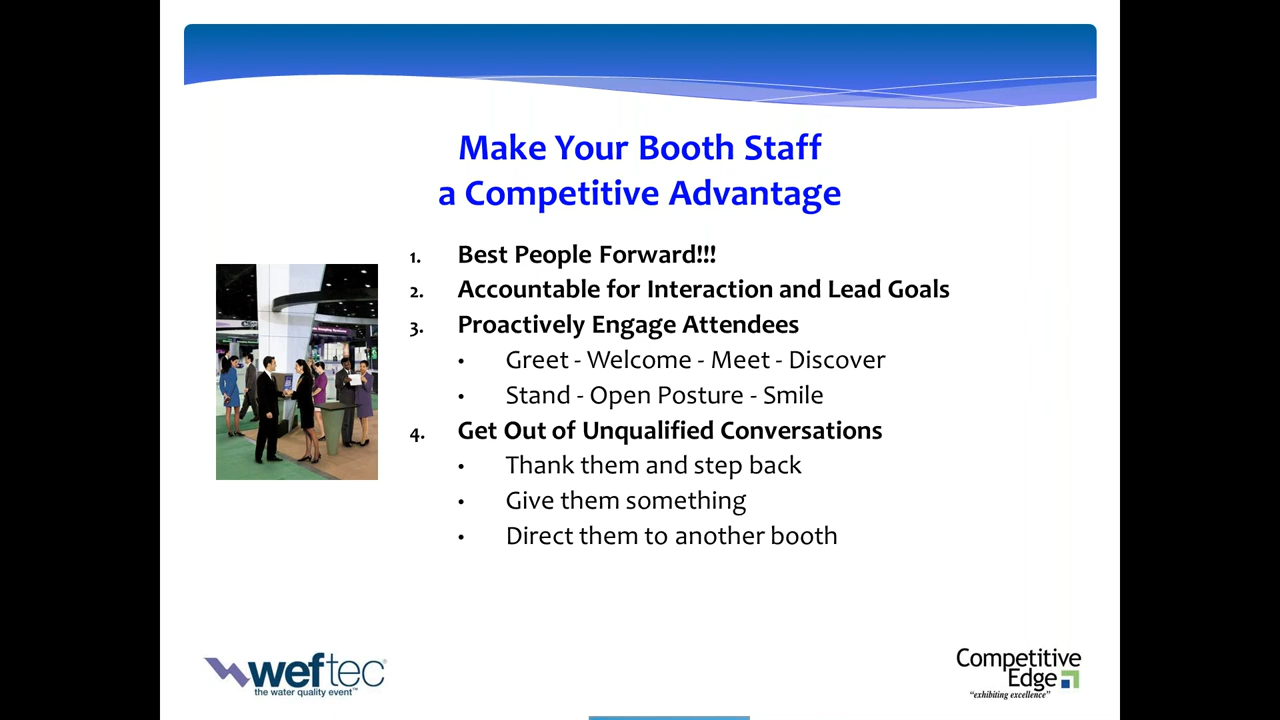 Make Your Booth Staff
a Competitive Advantage
1. Best People Forward!!!
2. Accountable for Interaction and Lead Goals
3. Proactively Engage Attendees
• Greet - Welcome - Meet - Discover
• Stand - Open Posture - Smile
4. Get Out of Unqualified Conversations
• Thank them and step back
• Give them something
• Direct them to another booth
weftec®
the water quality event™
Competitive
Edge
"exhibiting excellence"